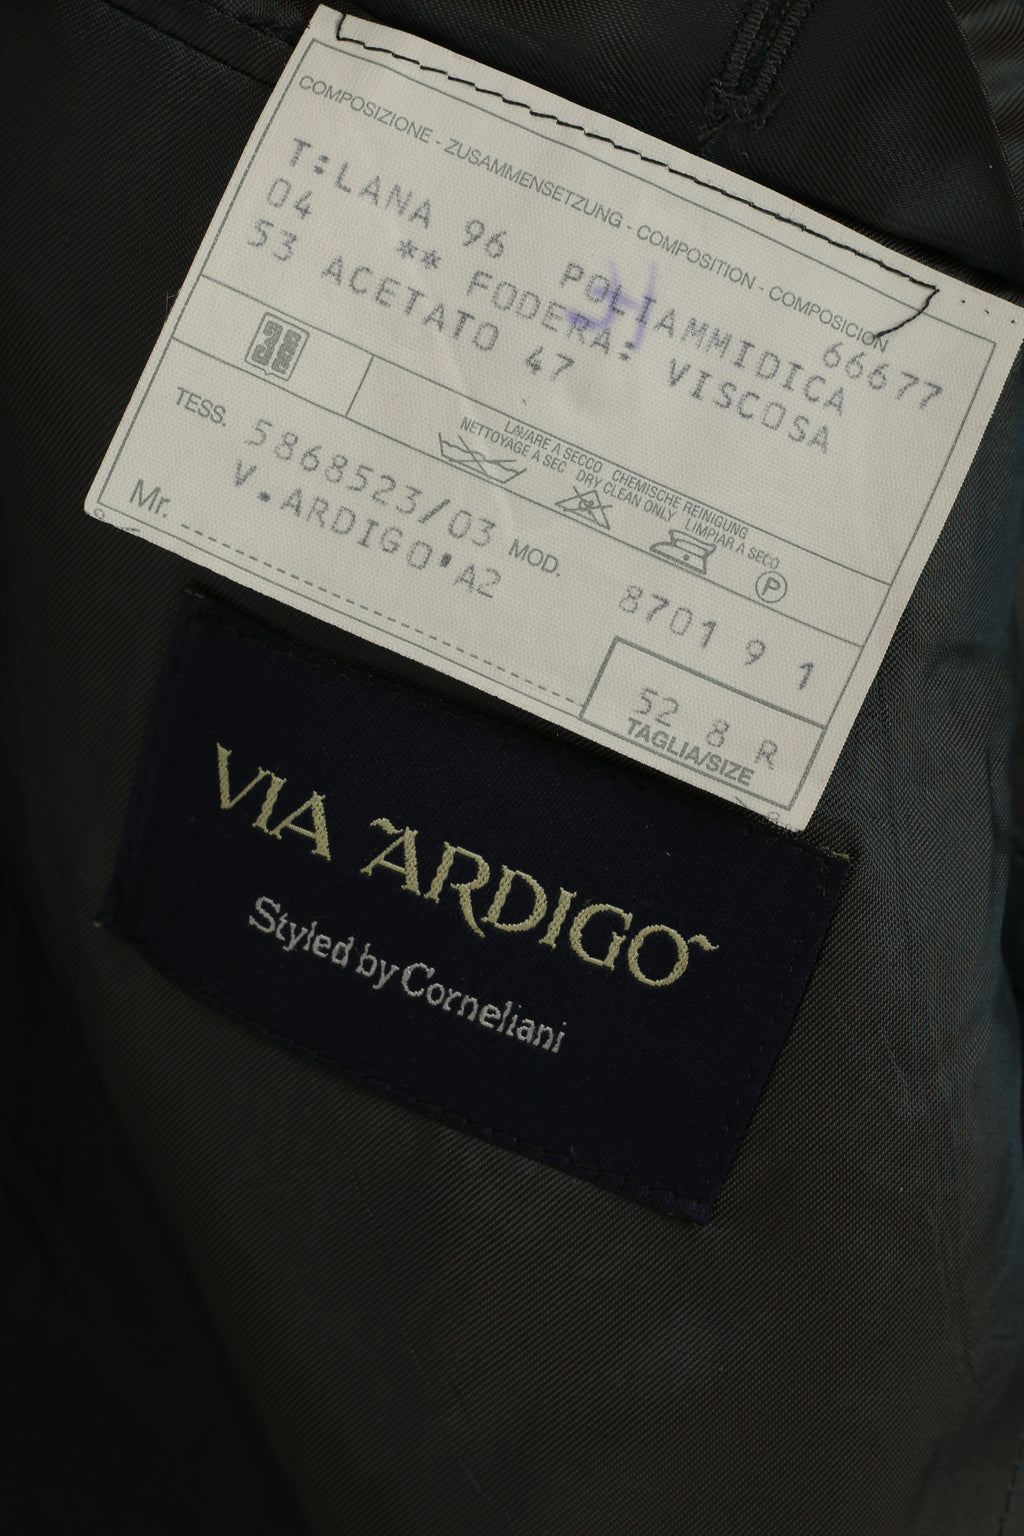 COMPOSIZIONE - ZUSAMMENSETZUNG - COMPOSITION - COMPOSICION
66677
T:LANA 96 POLIAMMIDICA
04 ** FODERA: VISCOSA
53 ACETATO 47
LAVARE A SECCO CHEMISCHE REINIGUNG
NETTOYAGE A SEC DRY CLEAN ONLY LIMPIAR A SECO
P
TESS. 5868523/03 MOD. 8701 9 1
V.ARDIGO'A2
Mr.
52 8 R
TAGLIA/SIZE
VIA ARDIGO
Styled by Corneliani